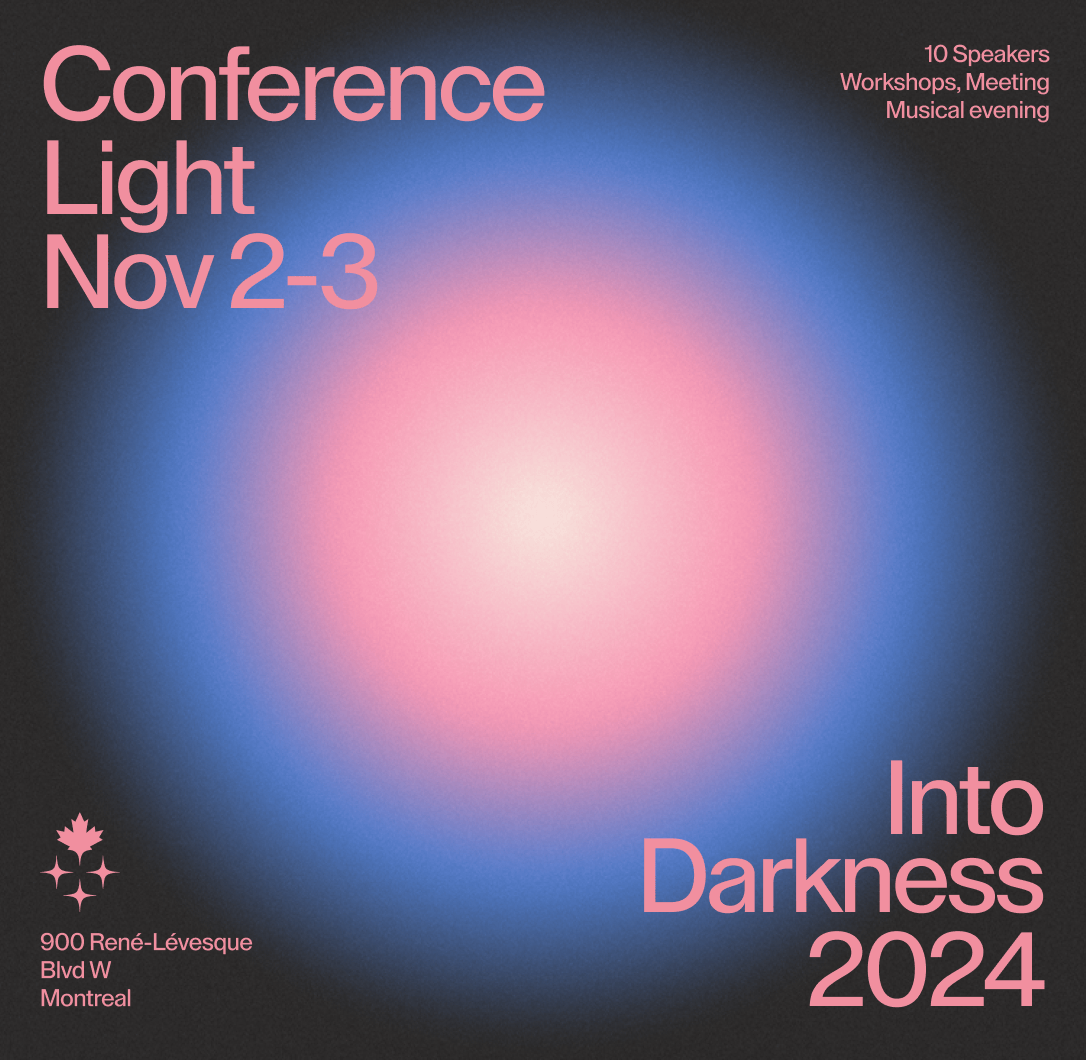 Conference
Light
Nov 2-3
10 Speakers
Workshops, Meeting
Musical evening
900 René-Lévesque
Blvd W
Montreal
Into
Darkness
2024